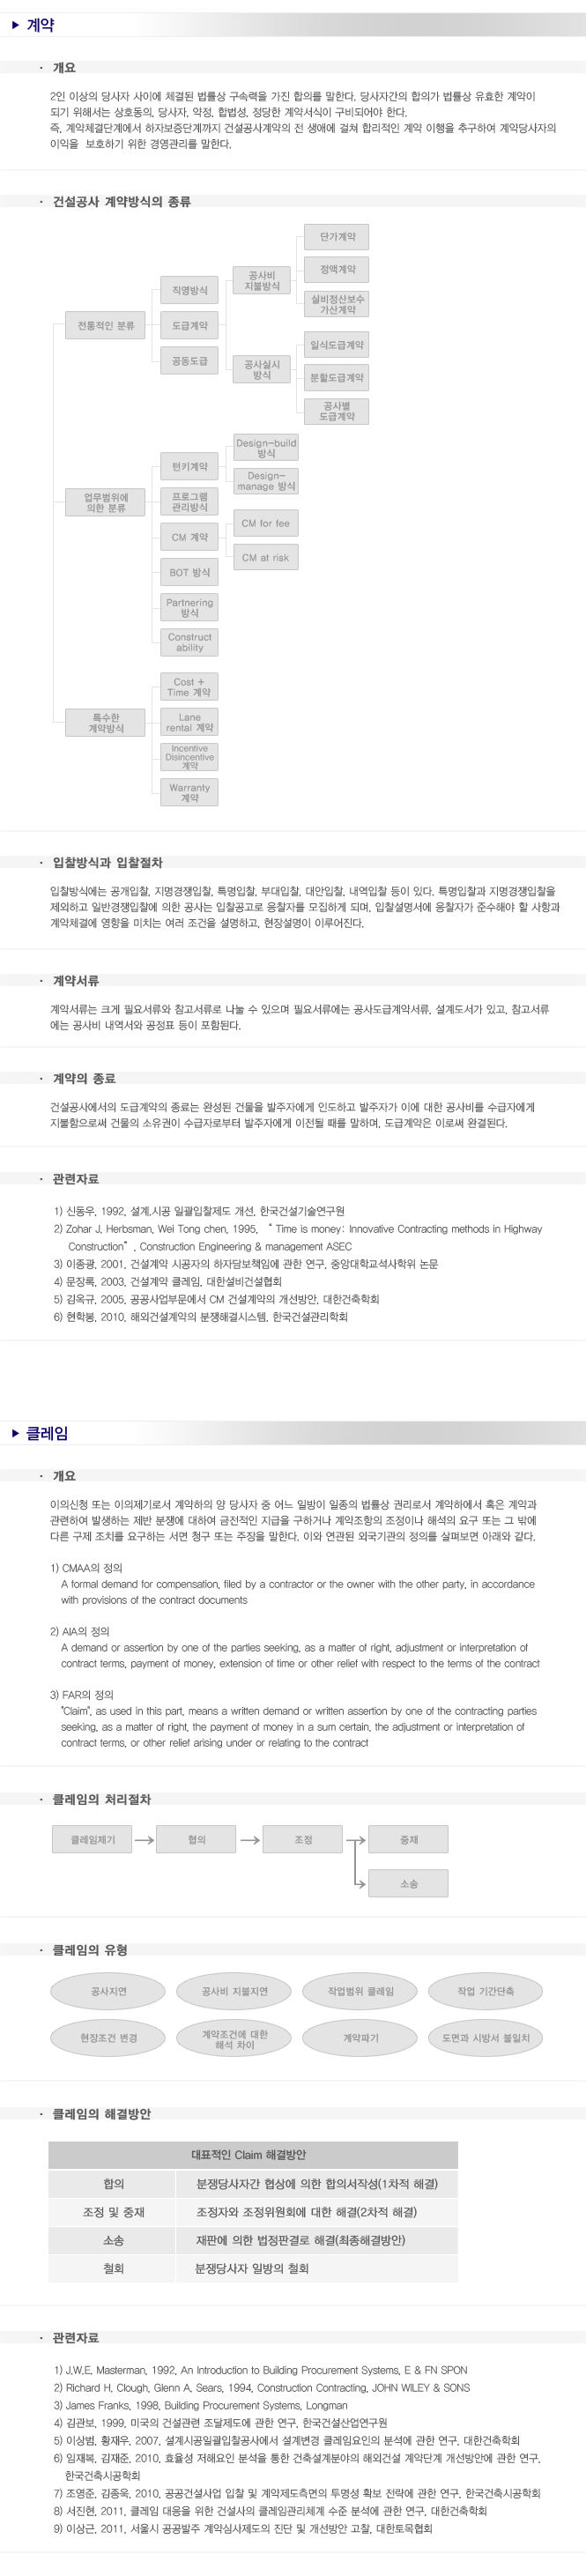 ▶ 계약
· 개요
2인 이상의 당사자 사이에 체결된 법률상 구속력을 가진 합의를 말한다. 당사자간의 합의가 법률상 유효한 계약이
되기 위해서는 상호동의, 당사자, 약정, 합법성, 정당한 계약서식이 구비되어야 한다.
즉, 계약체결단계에서 하자보증단계까지 건설공사계약의 전 생애에 걸쳐 합리적인 계약 이행을 추구하여 계약당사자의
이익을 보호하기 위한 경영관리를 말한다.
· 건설공사 계약방식의 종류
전통적인 분류
직영방식
도급계약
공동도급
공사비
지불방식
단가계약
정액계약
실비정산보수
가산계약
공사실시
방식
일식도급계약
분할도급계약
공사별
도급계약
업무범위에
의한 분류
턴키계약
Design-build
방식
Design-
manage 방식
프로그램
관리방식
CM 계약
CM for fee
CM at risk
BOT 방식
Partnering
방식
Construct
ability
특수한
계약방식
Cost +
Time 계약
Lane
rental 계약
Incentive
Disincentive
계약
Warranty
계약
· 입찰방식과 입찰절차
입찰방식에는 공개입찰, 지명경쟁입찰, 특명입찰, 부대입찰, 대안입찰, 내역입찰 등이 있다. 특명입찰과 지명경쟁입찰을
제외하고 일반경쟁입찰에 의한 공사는 입찰공고로 응찰자를 모집하게 되며, 입찰설명서에 응찰자가 준수해야 할 사항과
계약체결에 영향을 미치는 여러 조건을 설명하고, 현장설명이 이루어진다.
· 계약서류
계약서류는 크게 필요서류와 참고서류로 나눌 수 있으며 필요서류에는 공사도급계약서류, 설계도서가 있고, 참고서류
에는 공사비 내역서와 공정표 등이 포함된다.
· 계약의 종료
건설공사에서의 도급계약의 종료는 완성된 건물을 발주자에게 인도하고 발주자가 이에 대한 공사비를 수급자에게
지불함으로써 건물의 소유권이 수급자로부터 발주자에게 이전될 때를 말하며, 도급계약은 이로써 완결된다.
· 관련자료
1) 신동우, 1992, 설계.시공 일괄입찰제도 개선, 한국건설기술연구원
2) Zohar J. Herbsman, Wei Tong chen, 1995, “ Time is money: Innovative Contracting methods in Highway
Construction” , Construction Engineering & management ASEC
3) 이종광, 2001, 건설계약 시공자의 하자담보책임에 관한 연구, 중앙대학교석사학위 논문
4) 문장록, 2003, 건설계약 클레임, 대한설비건설협회
5) 김옥규, 2005, 공공사업부문에서 CM 건설계약의 개선방안, 대한건축학회
6) 현학봉, 2010, 해외건설계약의 분쟁해결시스템, 한국건설관리학회
▶ 클레임
· 개요
이의신청 또는 이의제기로서 계약하의 양 당사자 중 어느 일방이 일종의 법률상 권리로서 계약하에서 혹은 계약과
관련하여 발생하는 제반 분쟁에 대하여 금전적인 지급을 구하거나 계약조항의 조정이나 해석의 요구 또는 그 밖에
다른 구제 조치를 요구하는 서면 청구 또는 주장을 말한다. 이와 연관된 외국기관의 정의를 살펴보면 아래와 같다.
1) CMAA의 정의
A formal demand for compensation, filed by a contractor or the owner with the other party, in accordance
with provisions of the contract documents
2) AIA의 정의
A demand or assertion by one of the parties seeking, as a matter of right, adjustment or interpretation of
contract terms, payment of money, extension of time or other relief with respect to the terms of the contract
3) FAR의 정의
"Claim", as used in this part, means a written demand or written assertion by one of the contracting parties
seeking, as a matter of right, the payment of money in a sum certain, the adjustment or interpretation of
contract terms, or other relief arising under or relating to the contract
· 클레임의 처리절차
클레임제기
협의
조정
중재
소송
· 클레임의 유형
공사지연
공사비 지불지연
작업범위 클레임
작업 기간단축
현장조건 변경
계약조건에 대한
해석 차이
계약파기
도면과 시방서 불일치
· 클레임의 해결방안
대표적인 Claim 해결방안
합의
분쟁당사자간 협상에 의한 합의서작성(1차적 해결)
조정 및 중재
조정자와 조정위원회에 대한 해결(2차적 해결)
소송
재판에 의한 법정판결로 해결(최종해결방안)
철회
분쟁당사자 일방의 철회
· 관련자료
1) J.W.E. Masterman, 1992, An Introduction to Building Procurement Systems, E & FN SPON
2) Richard H. Clough, Glenn A. Sears, 1994, Construction Contracting, JOHN WILEY & SONS
3) James Franks, 1998, Building Procurement Systems, Longman
4) 김관보, 1999, 미국의 건설관련 조달제도에 관한 연구, 한국건설산업연구원
5) 이상범, 황재우, 2007, 설계시공일괄입찰공사에서 설계변경 클레임요인의 분석에 관한 연구, 대한건축학회
6) 임재복, 김재준, 2010, 효율성 저해요인 분석을 통한 건축설계분야의 해외건설 계약단계 개선방안에 관한 연구,
한국건축시공학회
7) 조영준, 김종욱, 2010, 공공건설사업 입찰 및 계약제도측면의 투명성 확보 전략에 관한 연구, 한국건축시공학회
8) 서진현, 2011, 클레임 대응을 위한 건설사의 클레임관리체계 수준 분석에 관한 연구, 대한건축학회
9) 이상근, 2011, 서울시 공공발주 계약심사제도의 진단 및 개선방안 고찰, 대한토목협회